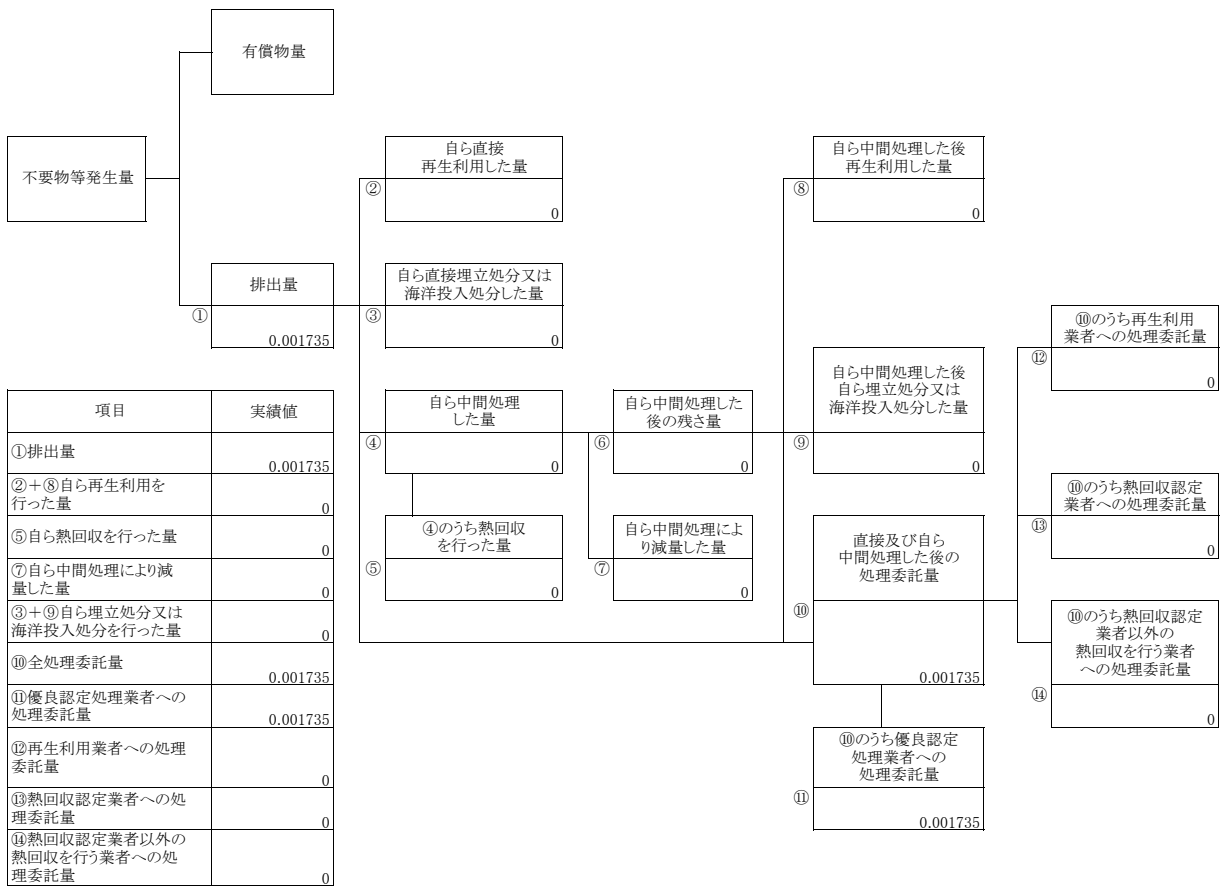 有償物量
不要物等発生量
自ら直接
再生利用した量
②
0
自ら中間処理した後
再生利用した量
⑧
0
排出量
①
0.001735
自ら直接埋立処分又は
海洋投入処分した量
③
0
⑩のうち再生利用
業者への処理委託量
⑫
0
自ら中間処理
した量
④
0
自ら中間処理した
後の残さ量
⑥
0
自ら中間処理した後
自ら埋立処分又は
海洋投入処分した量
⑨
0
⑩のうち熱回収認定
業者への処理委託量
⑬
0
④のうち熱回収
を行った量
⑤
0
自ら中間処理によ
り減量した量
⑦
0
直接及び自ら
中間処理した後の
処理委託量
⑩
0.001735
⑩のうち熱回収認定
業者以外の
熱回収を行う業者
への処理委託量
⑭
0
⑩のうち優良認定
処理業者への
処理委託量
⑪
0.001735
項目 実績値
①排出量
0.001735
②+⑧自ら再生利用を
行った量
0
⑤自ら熱回収を行った量
0
⑦自ら中間処理により減
量した量
0
③+⑨自ら埋立処分又は
海洋投入処分を行った量
0
⑩全処理委託量
0.001735
⑪優良認定処理業者への
処理委託量
0.001735
⑫再生利用業者への処理
委託量
0
⑬熱回収認定業者への処
理委託量
0
⑭熱回収認定業者以外の
熱回収を行う業者への処
理委託量
0